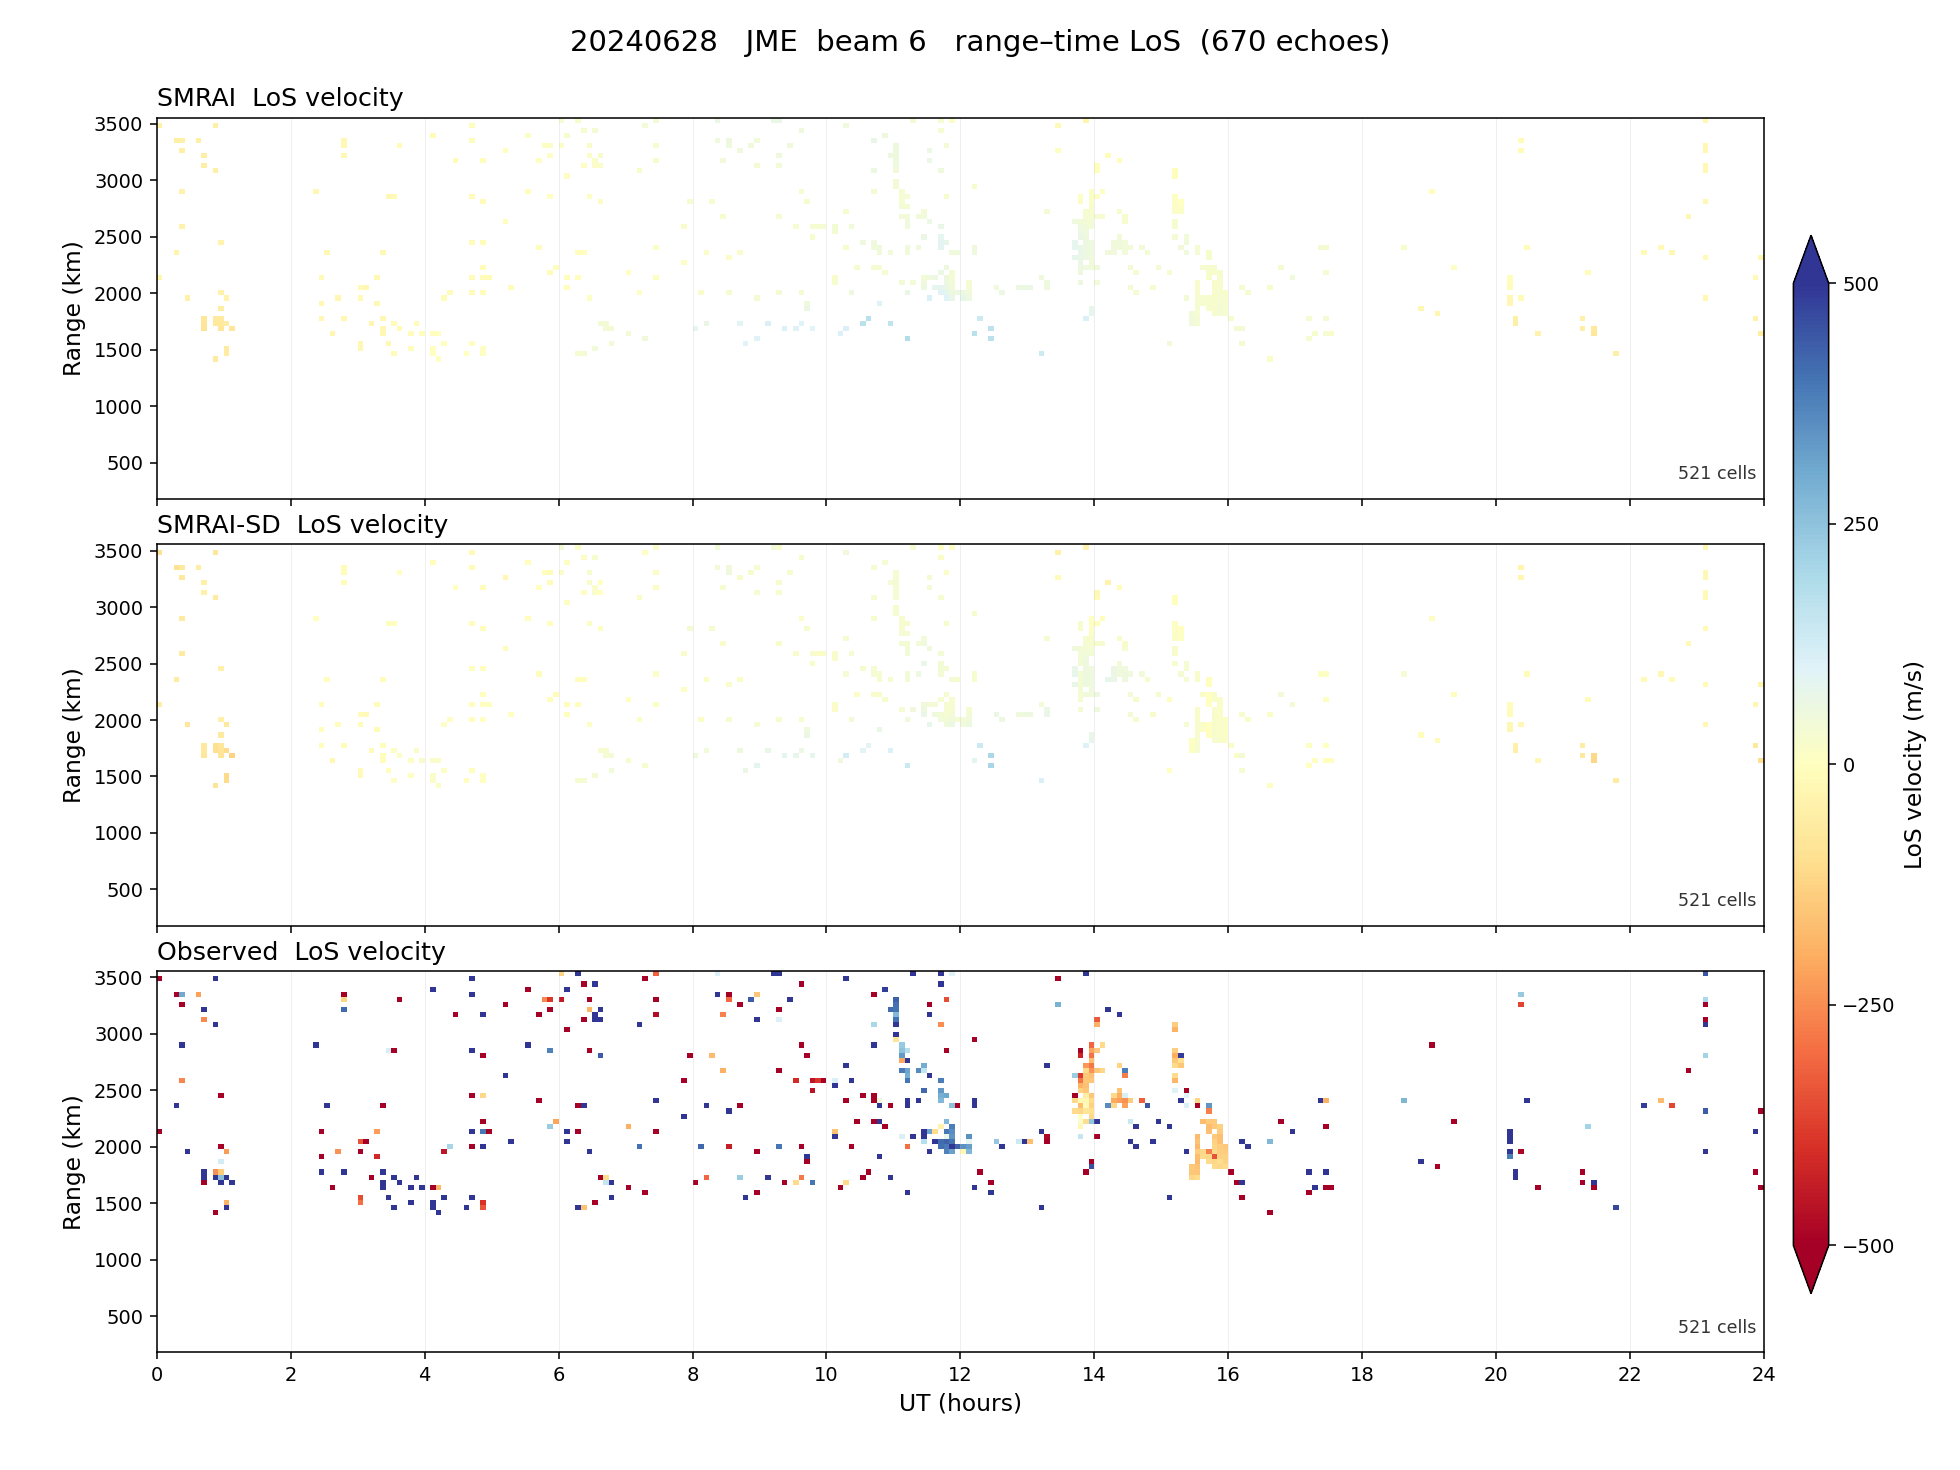 20240628   JME  beam 6   range–time LoS  (670 echoes)
SMRAI  LoS velocity
3500
3000
2500
2000
1500
1000
500
Range (km)
521 cells
SMRAI-SD  LoS velocity
3500
3000
2500
2000
1500
1000
500
Range (km)
521 cells
Observed  LoS velocity
3500
3000
2500
2000
1500
1000
500
Range (km)
521 cells
0 2 4 6 8 10 12 14 16 18 20 22 24
UT (hours)
500
250
0
−250
−500
LoS velocity (m/s)